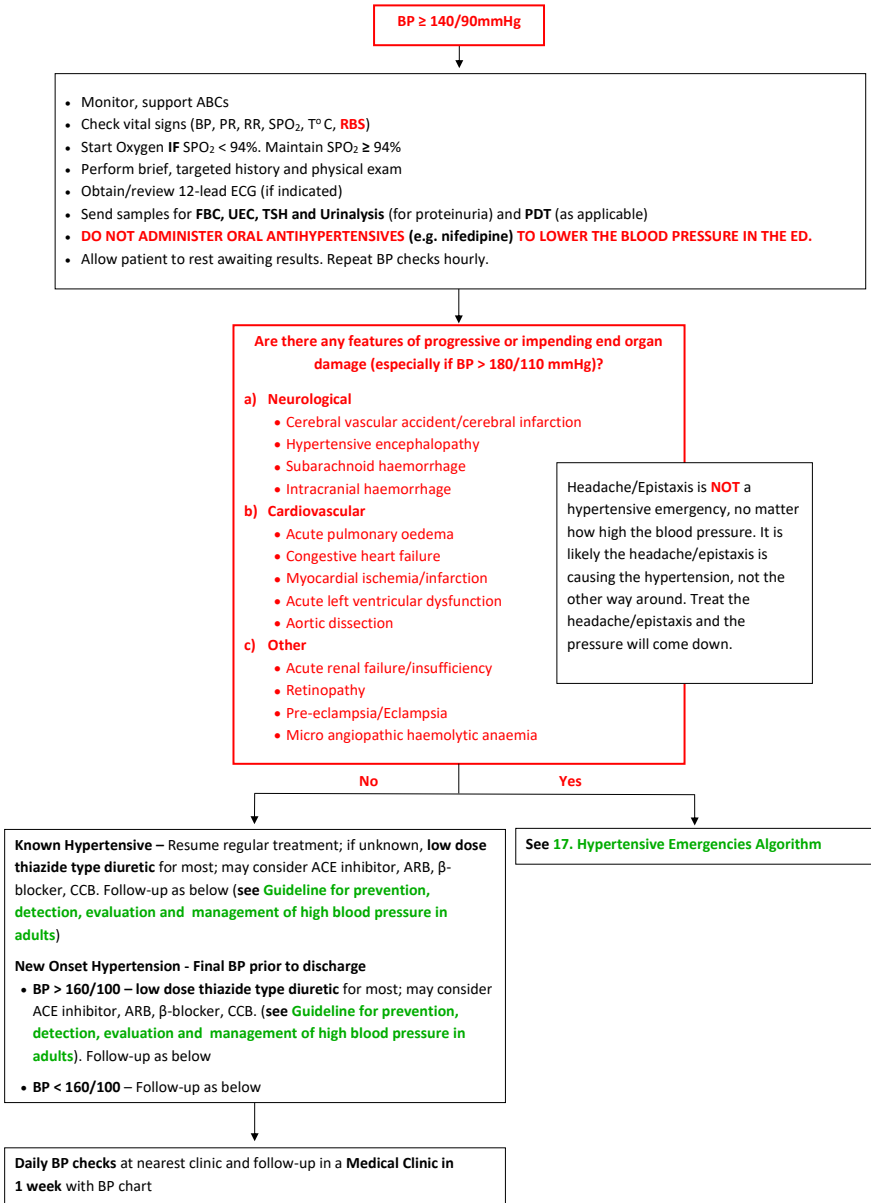 BP ≥ 140/90mmHg
• Monitor, support ABCs
• Check vital signs (BP, PR, RR, SPO₂, Tᵒ C, RBS)
• Start Oxygen IF SPO₂ < 94%. Maintain SPO₂ ≥ 94%
• Perform brief, targeted history and physical exam
• Obtain/review 12-lead ECG (if indicated)
• Send samples for FBC, UEC, TSH and Urinalysis (for proteinuria) and PDT (as applicable)
• DO NOT ADMINISTER ORAL ANTIHYPERTENSIVES (e.g. nifedipine) TO LOWER THE BLOOD PRESSURE IN THE ED.
• Allow patient to rest awaiting results. Repeat BP checks hourly.
Are there any features of progressive or impending end organ
damage (especially if BP > 180/110 mmHg)?
a) Neurological
• Cerebral vascular accident/cerebral infarction
• Hypertensive encephalopathy
• Subarachnoid haemorrhage
• Intracranial haemorrhage
b) Cardiovascular
• Acute pulmonary oedema
• Congestive heart failure
• Myocardial ischemia/infarction
• Acute left ventricular dysfunction
• Aortic dissection
c) Other
• Acute renal failure/insufficiency
• Retinopathy
• Pre-eclampsia/Eclampsia
• Micro angiopathic haemolytic anaemia
Headache/Epistaxis is NOT a
hypertensive emergency, no matter
how high the blood pressure. It is
likely the headache/epistaxis is
causing the hypertension, not the
other way around. Treat the
headache/epistaxis and the
pressure will come down.
No
Yes
Known Hypertensive – Resume regular treatment; if unknown, low dose
thiazide type diuretic for most; may consider ACE inhibitor, ARB, β-
blocker, CCB. Follow-up as below (see Guideline for prevention,
detection, evaluation and management of high blood pressure in
adults)
New Onset Hypertension - Final BP prior to discharge
• BP > 160/100 – low dose thiazide type diuretic for most; may consider
ACE inhibitor, ARB, β-blocker, CCB. (see Guideline for prevention,
detection, evaluation and management of high blood pressure in
adults). Follow-up as below
• BP < 160/100 – Follow-up as below
See 17. Hypertensive Emergencies Algorithm
Daily BP checks at nearest clinic and follow-up in a Medical Clinic in
1 week with BP chart